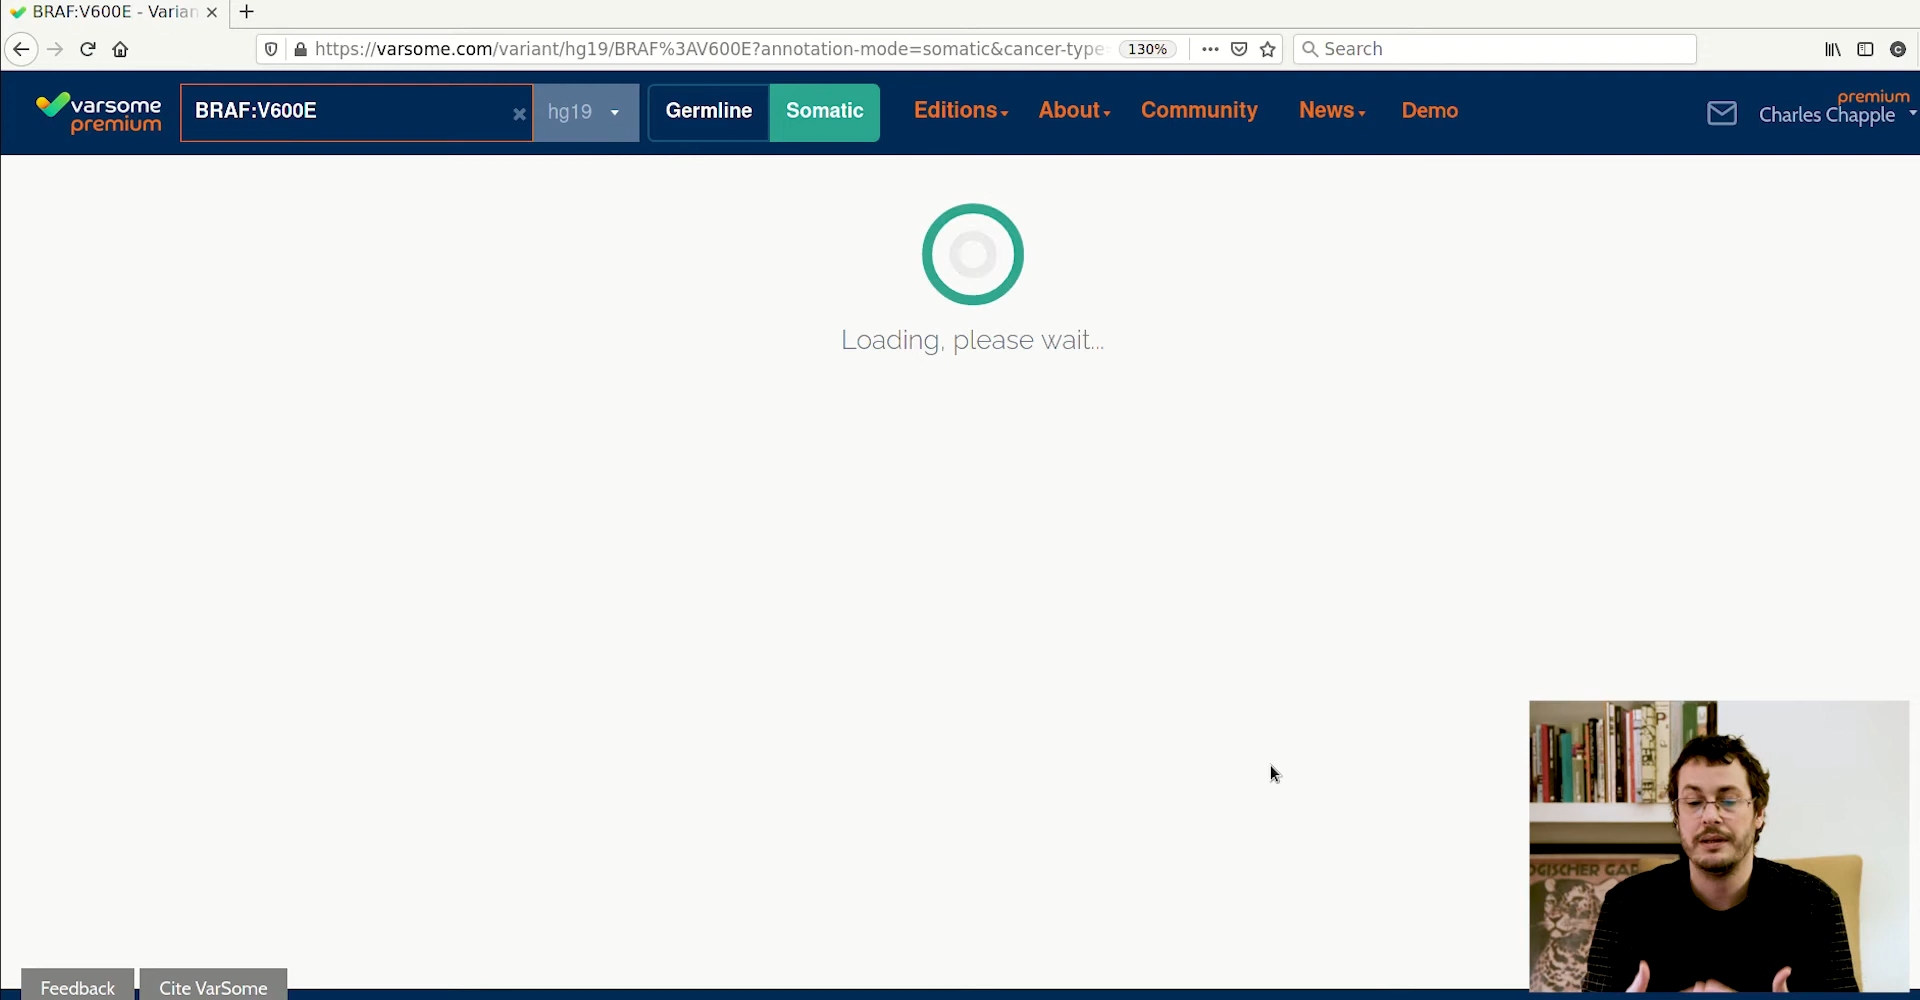 BRAF:V600E - Varian
https://varsome.com/variant/hg19/BRAF%3AV600E?annotation-mode=somatic&cancer-type
130%
Search
varsome
premium
BRAF:V600E
hg19
Germline
Somatic
Editions
About
Community
News
Demo
premium
Charles Chapple
Loading, please wait...
OGISCHER GAR
Feedback
Cite VarSome